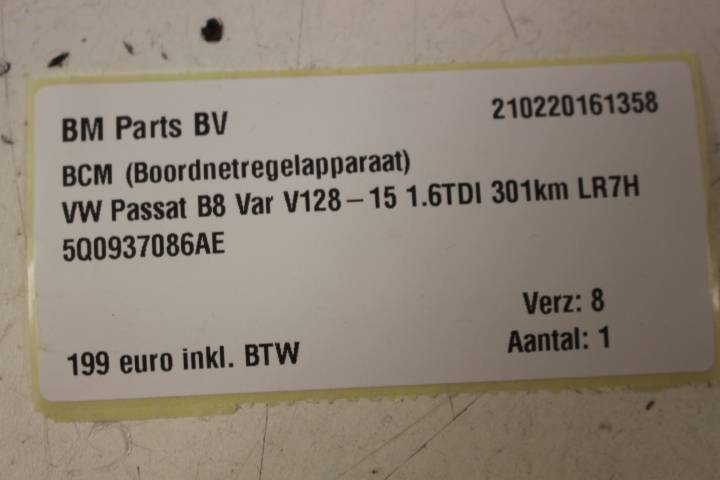 BM Parts BV 210220161358
BCM (Boordnetregelapparaat)
VW Passat B8 Var V128-15 1.6TDI 301km LR7H
5Q0937086AE
Verz: 8
199 euro inkl. BTW Aantal: 1